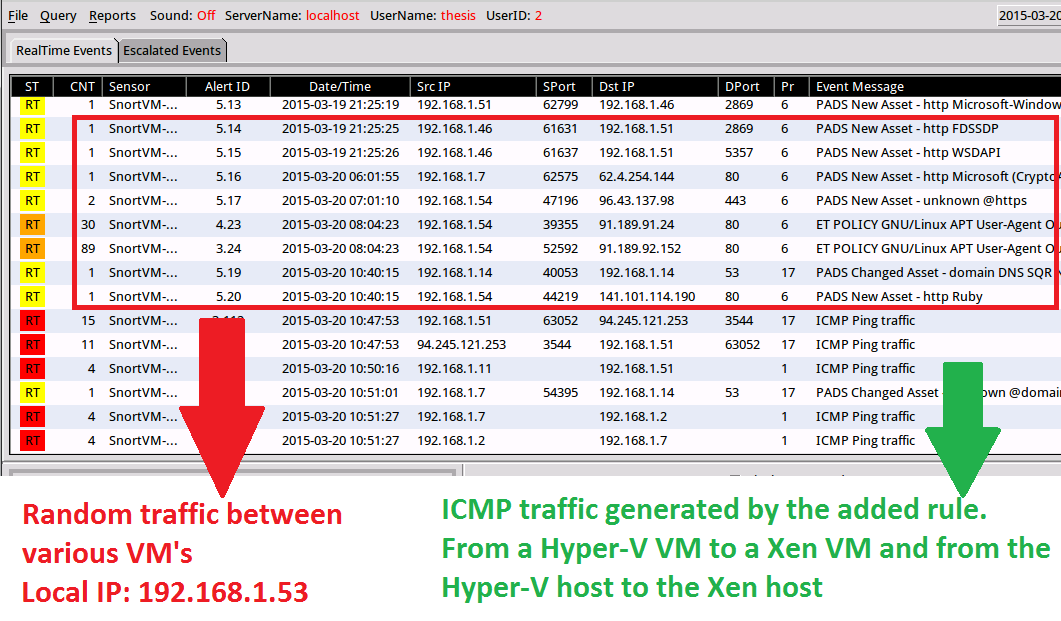 File Query Reports Sound: Off ServerName: localhost UserName: thesis UserID: 2 2015-03-20
RealTime Events Escalated Events
ST CNT Sensor Alert ID Date/Time Src IP SPort Dst IP DPort Pr Event Message
RT 1 SnortVM-... 5.13 2015-03-19 21:25:19 192.168.1.51 62799 192.168.1.46 2869 6 PADS New Asset - http Microsoft-Window
RT 1 SnortVM-... 5.14 2015-03-19 21:25:25 192.168.1.46 61631 192.168.1.51 2869 6 PADS New Asset - http FDSSDP
RT 1 SnortVM-... 5.15 2015-03-19 21:25:26 192.168.1.46 61637 192.168.1.51 5357 6 PADS New Asset - http WSDAPI
RT 1 SnortVM-... 5.16 2015-03-20 06:01:55 192.168.1.7 62575 62.4.254.144 80 6 PADS New Asset - http Microsoft (Crypto
RT 2 SnortVM-... 5.17 2015-03-20 07:01:10 192.168.1.54 47196 96.43.137.98 443 6 PADS New Asset - unknown @https
RT 30 SnortVM-... 4.23 2015-03-20 08:04:23 192.168.1.54 39355 91.189.91.24 80 6 ET POLICY GNU/Linux APT User-Agent Ou
RT 89 SnortVM-... 3.24 2015-03-20 08:04:23 192.168.1.54 52592 91.189.92.152 80 6 ET POLICY GNU/Linux APT User-Agent Ou
RT 1 SnortVM-... 5.19 2015-03-20 10:40:15 192.168.1.14 40053 192.168.1.14 53 17 PADS Changed Asset - domain DNS SQR
RT 1 SnortVM-... 5.20 2015-03-20 10:40:15 192.168.1.54 44219 141.101.114.190 80 6 PADS New Asset - http Ruby
RT 15 SnortVM-... 2015-03-20 10:47:53 192.168.1.51 63052 94.245.121.253 3544 17 ICMP Ping traffic
RT 11 SnortVM-... 2015-03-20 10:47:53 94.245.121.253 3544 192.168.1.51 63052 17 ICMP Ping traffic
RT 4 SnortVM-... 2015-03-20 10:50:16 192.168.1.11 192.168.1.51 1 ICMP Ping traffic
RT 1 SnortVM-... 2015-03-20 10:51:01 192.168.1.7 54395 192.168.1.14 53 17 PADS Changed Asset - @domai
RT 4 SnortVM-... 2015-03-20 10:51:27 192.168.1.7 192.168.1.2 1 ICMP Ping traffic
RT 4 SnortVM-... 2015-03-20 10:51:27 192.168.1.2 192.168.1.7 1 ICMP Ping traffic
Random traffic between
various VM's
Local IP: 192.168.1.53
ICMP traffic generated by the added rule.
From a Hyper-V VM to a Xen VM and from the
Hyper-V host to the Xen host